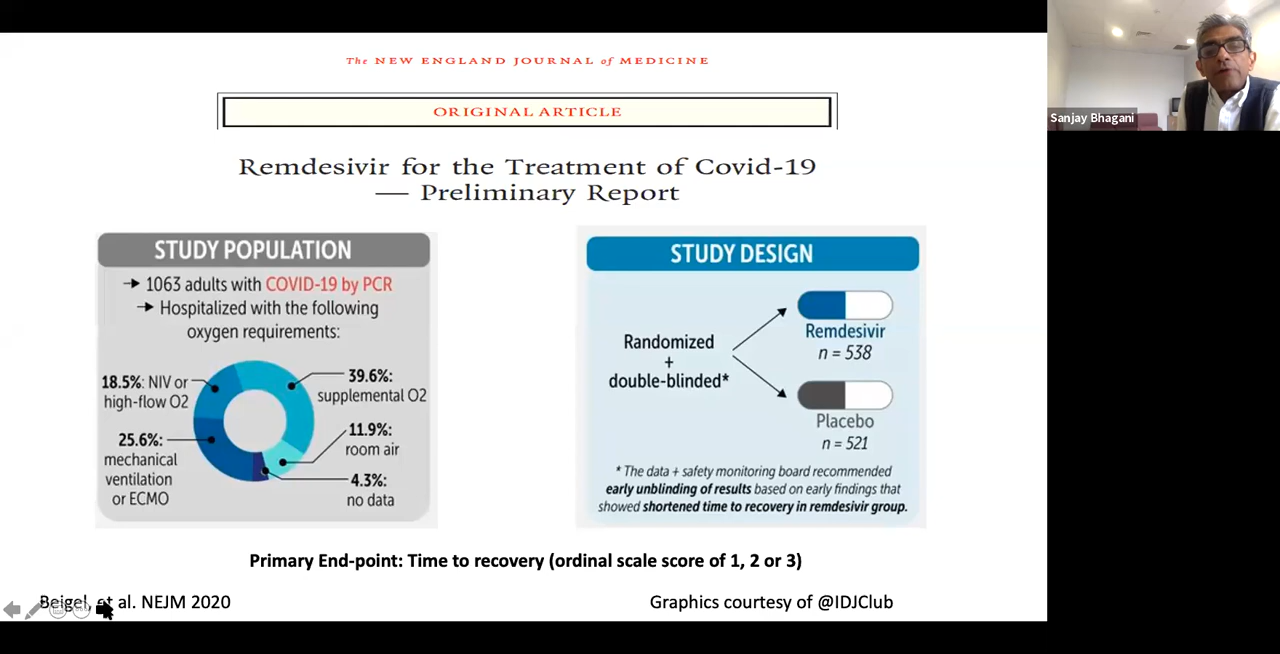 The NEW ENGLAND JOURNAL of MEDICINE
ORIGINAL ARTICLE
Remdesivir for the Treatment of Covid-19
— Preliminary Report
STUDY POPULATION
1063 adults with COVID-19 by PCR
Hospitalized with the following
oxygen requirements:
18.5%: NIV or
high-flow O2
39.6%:
supplemental O2
25.6%:
mechanical
ventilation
or ECMO
11.9%:
room air
4.3%:
no data
STUDY DESIGN
Randomized
+
double-blinded*
Remdesivir
n = 538
Placebo
n = 521
* The data + safety monitoring board recommended
early unblinding of results based on early findings that
showed shortened time to recovery in remdesivir group.
Primary End-point: Time to recovery (ordinal scale score of 1, 2 or 3)
Beigel, et al. NEJM 2020
Graphics courtesy of @IDJClub
Sanjay Bhagani